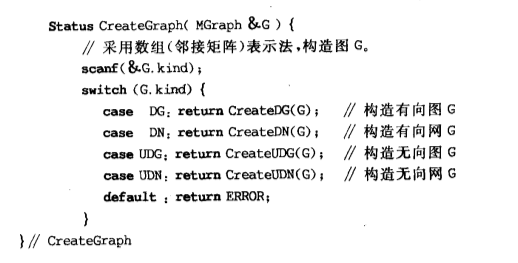 Status CreateGraph( MGraph &G ) {
// 采用数组(邻接矩阵)表示法,构造图 G。
scanf(&G.kind);
switch (G.kind) {
case DG: return CreateDG(G); // 构造有向图 G
case DN: return CreateDN(G); // 构造有向网 G
case UDG: return CreateUDG(G); // 构造无向图 G
case UDN: return CreateUDN(G); // 构造无向网 G
default : return ERROR;
}
}// CreateGraph